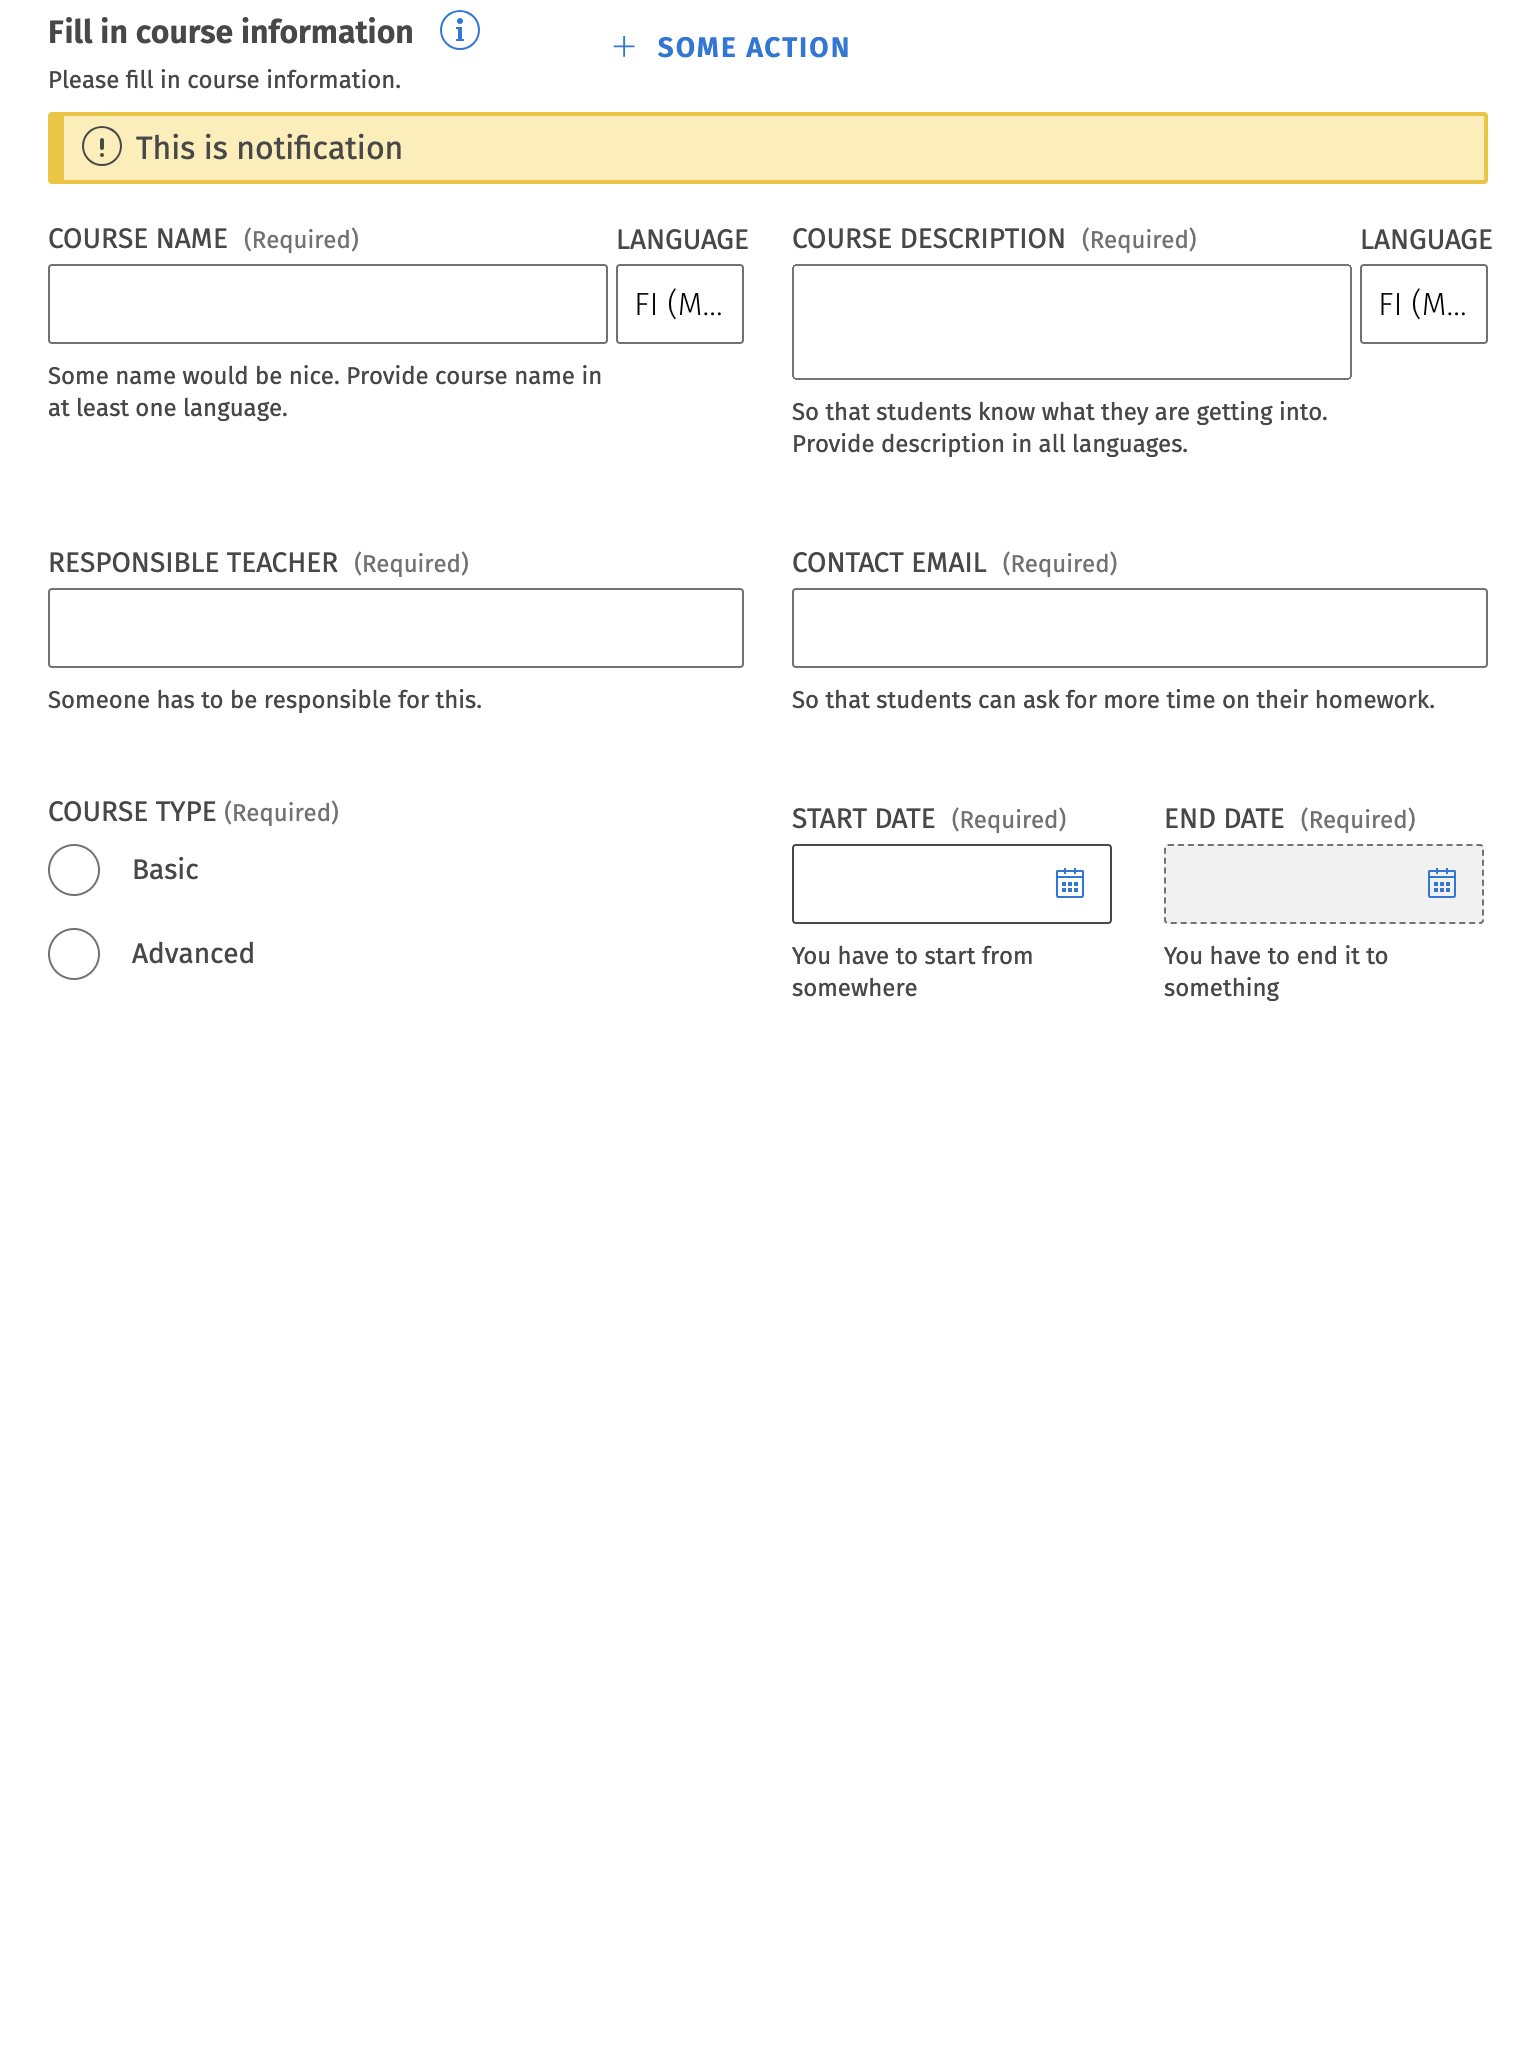 Fill in course information
+ SOME ACTION
Please fill in course information.
This is notification
COURSE NAME (Required)
LANGUAGE
FI (M...
Some name would be nice. Provide course name in
at least one language.
COURSE DESCRIPTION (Required)
LANGUAGE
FI (M...
So that students know what they are getting into.
Provide description in all languages.
RESPONSIBLE TEACHER (Required)
Someone has to be responsible for this.
CONTACT EMAIL (Required)
So that students can ask for more time on their homework.
COURSE TYPE (Required)
Basic
Advanced
START DATE (Required)
You have to start from
somewhere
END DATE (Required)
You have to end it to
something